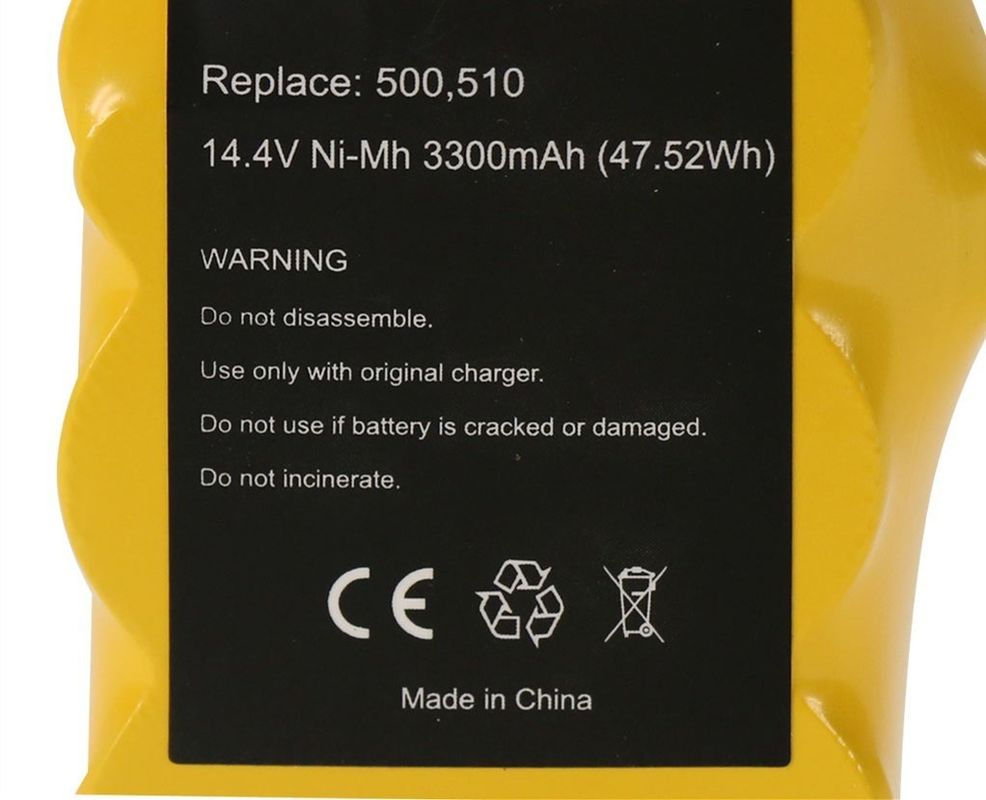 Replace: 500,510
14.4V Ni-Mh 3300mAh (47.52Wh)
WARNING
Do not disassemble.
Use only with original charger.
Do not use if battery is cracked or damaged.
Do not incinerate.
CE
Made in China